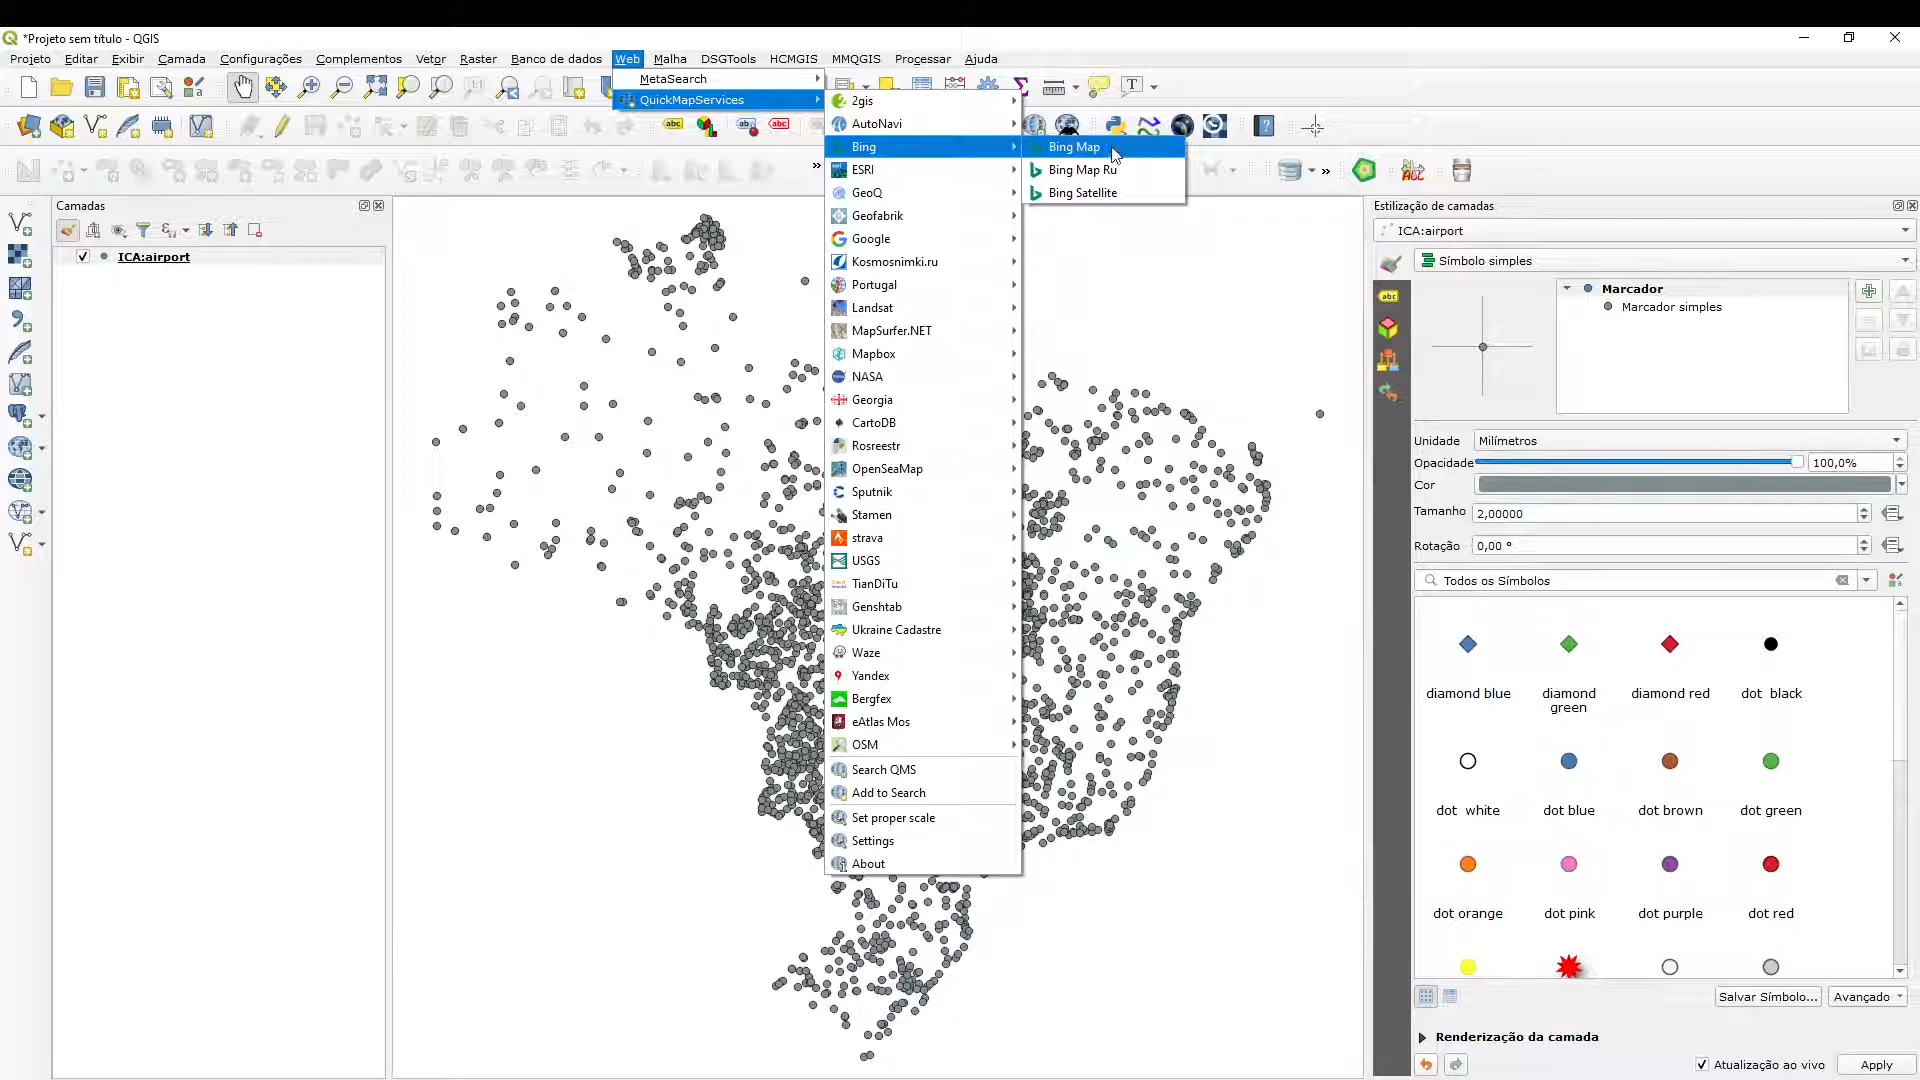 *Projeto sem título - QGIS
Projeto Editar Exibir Camada Configurações Complementos Vetor Raster Banco de dados Web Malha DSGTools HCMGIS MMQGIS Processar Ajuda
MetaSearch
QuickMapServices
2gis
AutoNavi
Bing
ESRI
GeoQ
Geofabrik
Google
Kosmosnimki.ru
Portugal
Landsat
MapSurfer.NET
Mapbox
NASA
Georgia
CartoDB
Rosreestr
OpenSeaMap
Sputnik
Stamen
strava
USGS
TianDiTu
Genshtab
Ukraine Cadastre
Waze
Yandex
Bergfex
eAtlas Mos
OSM
Search QMS
Add to Search
Set proper scale
Settings
About
Bing Map
Bing Map Ru
Bing Satellite
Camadas
ICA:airport
Estilização de camadas
ICA:airport
Símbolo simples
Marcador
Marcador simples
Unidade Milímetros
Opacidade 100,0%
Cor
Tamanho 2,00000
Rotação 0,00 °
Todos os Símbolos
diamond blue
diamond green
diamond red
dot black
dot white
dot blue
dot brown
dot green
dot orange
dot pink
dot purple
dot red
Salvar Símbolo... Avançado
Renderização da camada
Atualização ao vivo Apply